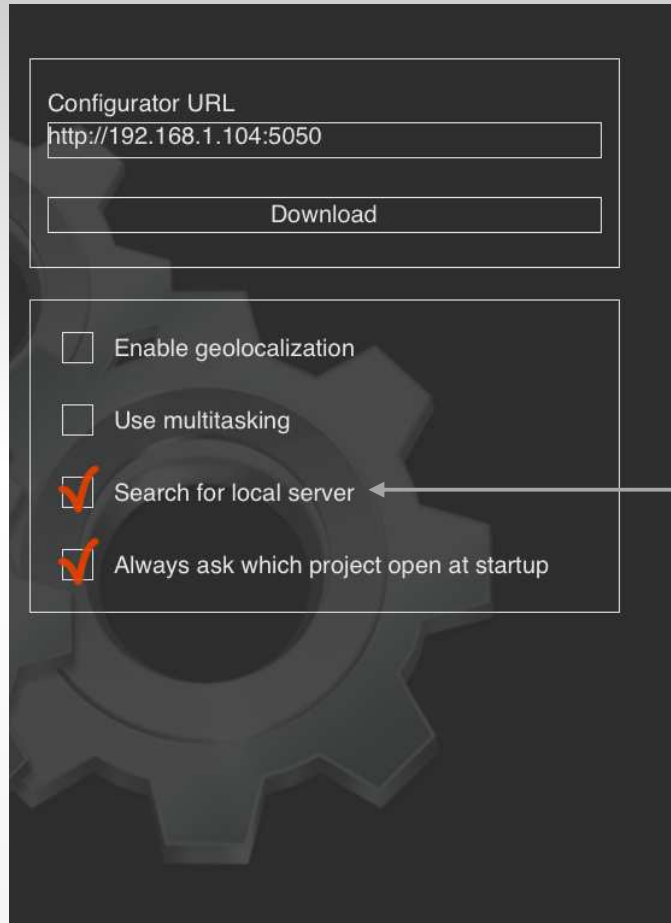 Configurator URL
http://192.168.1.104:5050
Download
Enable geolocalization
Use multitasking
Search for local server
Always ask which project open at startup